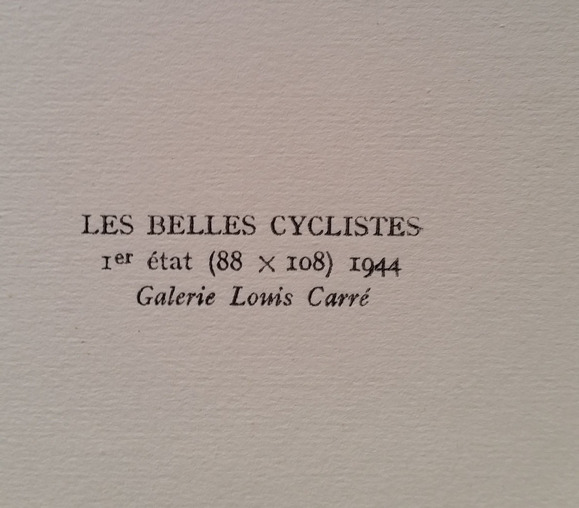 LES BELLES CYCLISTES
1er état (88 × 108) 1944
Galerie Louis Carré